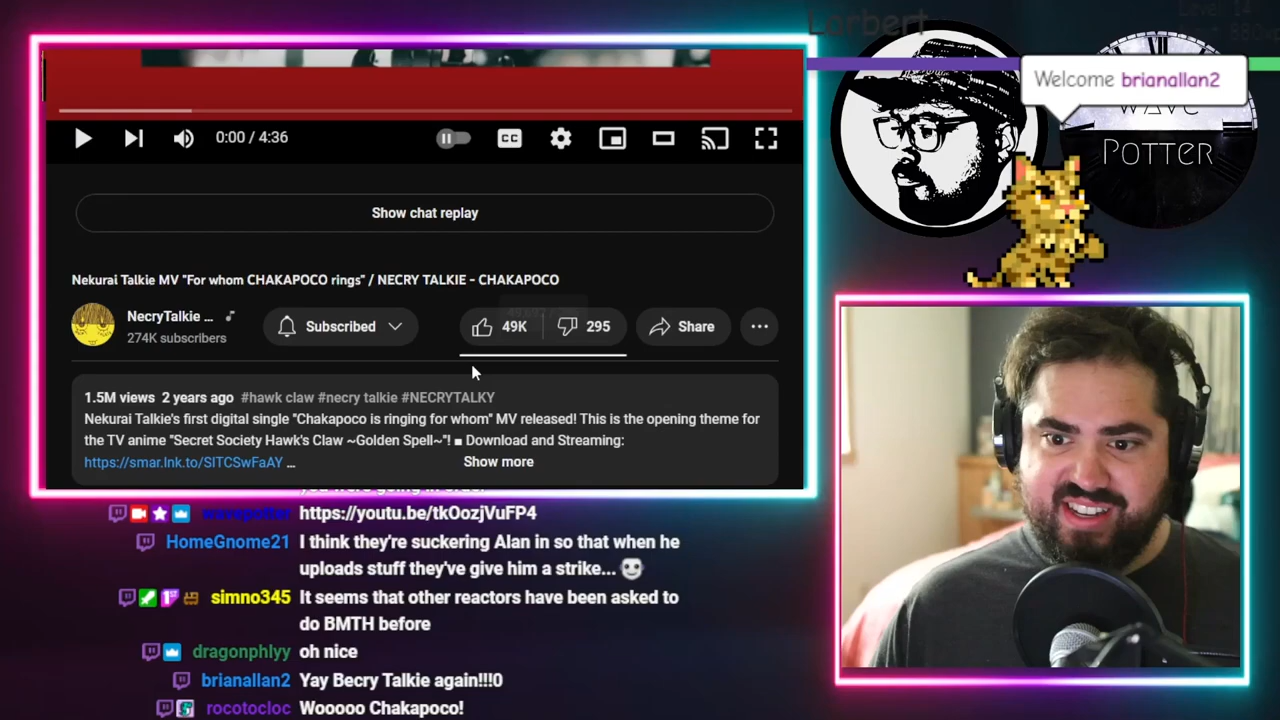 Larbert
Welcome brianallan2
WAVE
POTTER
0:00 / 4:36
CC
Show chat replay
Nekurai Talkie MV "For whom CHAKAPOCO rings" / NECRY TALKIE - CHAKAPOCO
NecryTalkie ...
274K subscribers
Subscribed
49K
295
Share
1.5M views 2 years ago #hawk claw #necry talkie #NECRYTALKY
Nekurai Talkie's first digital single "Chakapoco is ringing for whom" MV released! This is the opening theme for
the TV anime "Secret Society Hawk's Claw ~Golden Spell~"! ■ Download and Streaming:
https://smar.lnk.to/SlTCSwFaAY ...
Show more
wavepotter https://youtu.be/tkOozjVuFP4
HomeGnome21 I think they're suckering Alan in so that when he
uploads stuff they've give him a strike...
simno345 It seems that other reactors have been asked to
do BMTH before
dragonphlyy oh nice
brianallan2 Yay Becry Talkie again!!!0
rocotocloc Wooooo Chakapoco!